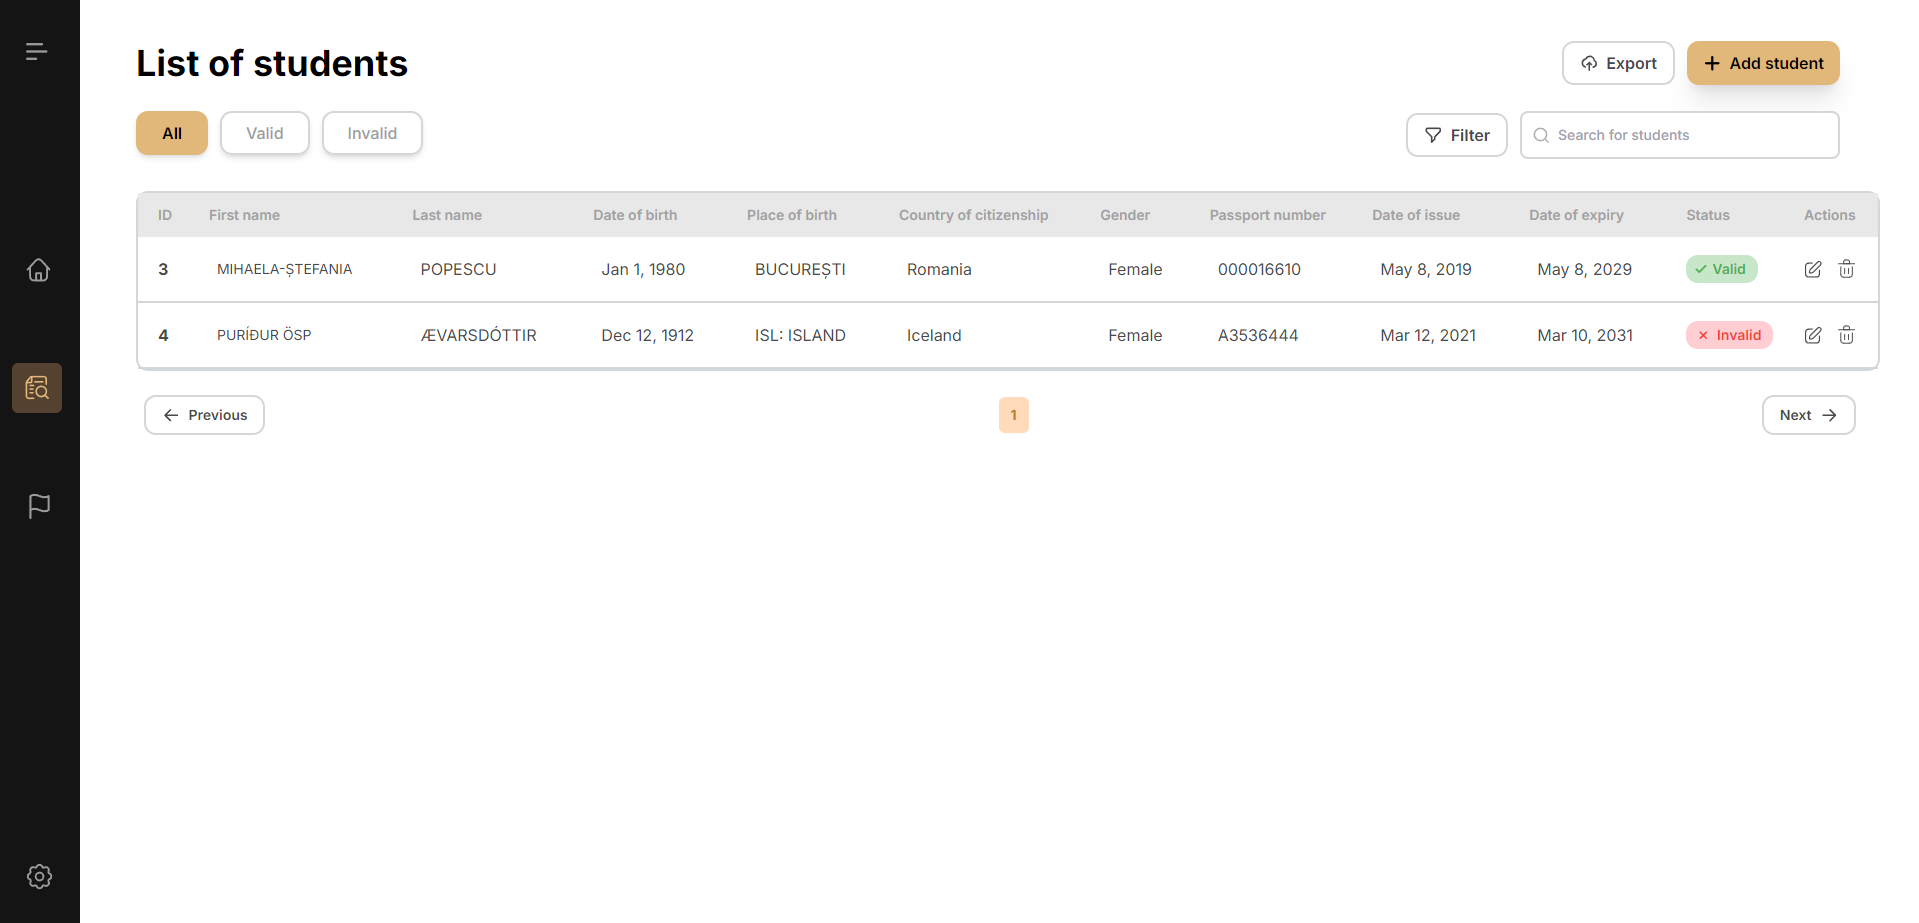 List of students
Export
Add student
All
Valid
Invalid
Filter
Search for students
ID First name Last name Date of birth Place of birth Country of citizenship Gender Passport number Date of issue Date of expiry Status Actions
3 MIHAELA-ȘTEFANIA POPESCU Jan 1, 1980 BUCUREȘTI Romania Female 000016610 May 8, 2019 May 8, 2029 Valid
4 PURÍÐUR ÖSP ÆVARSDÓTTIR Dec 12, 1912 ISL: ISLAND Iceland Female A3536444 Mar 12, 2021 Mar 10, 2031 Invalid
Previous
1
Next